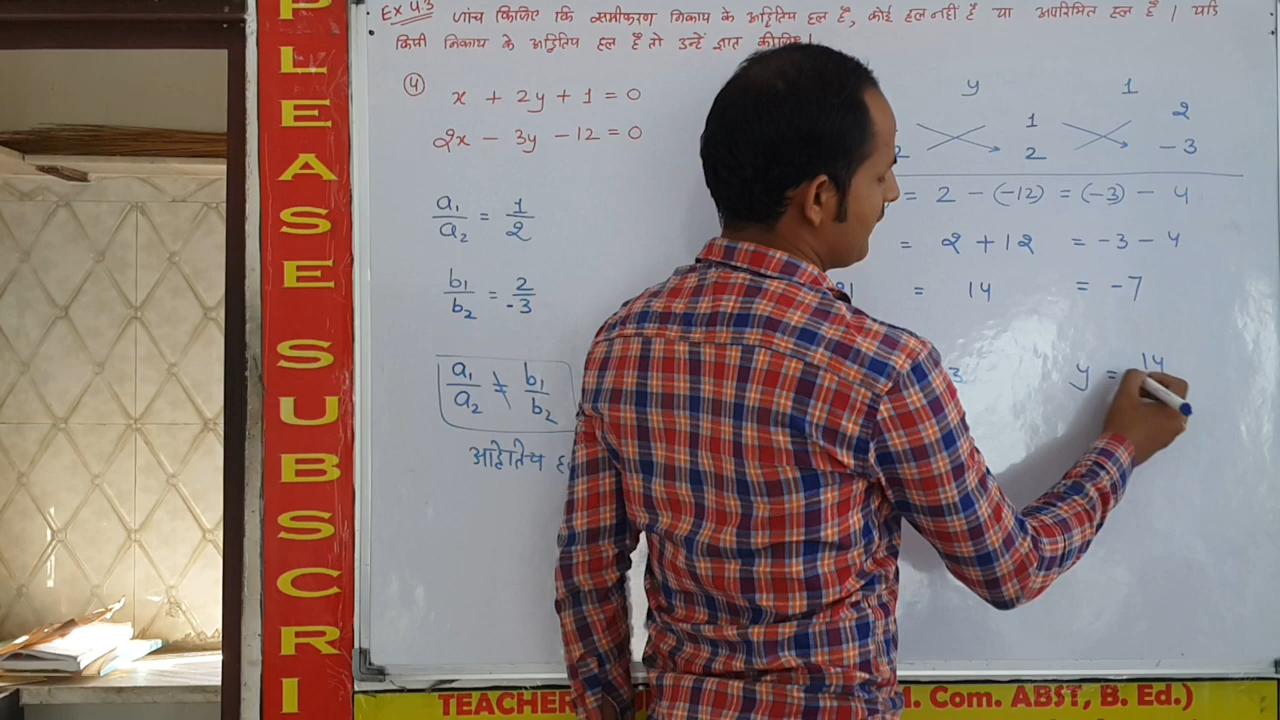 PLEASE SUBSCRI
Ex 4.3 जांच किजिए कि समीकरण निकाय के अद्वितिय हल हैं, कोई हल नहीं है या अपरिमित हल हैं। यदि
किसी निकाय के अद्वितिय हल हैं तो उन्हें ज्ञात कीजिए।
(4) x + 2y + 1 = 0
2x - 3y - 12 = 0
a₁/a₂ = 1/2
b₁/b₂ = 2/-3
a₁/a₂ ≠ b₁/b₂
अद्वितिय
y 1
1 2
2 2 -3
= 2 - (-12) = (-3) - 4
= 2 + 12 = -3 - 4
= 14 = -7
3 y = 14
TEACHER
. Com. ABST, B. Ed.)